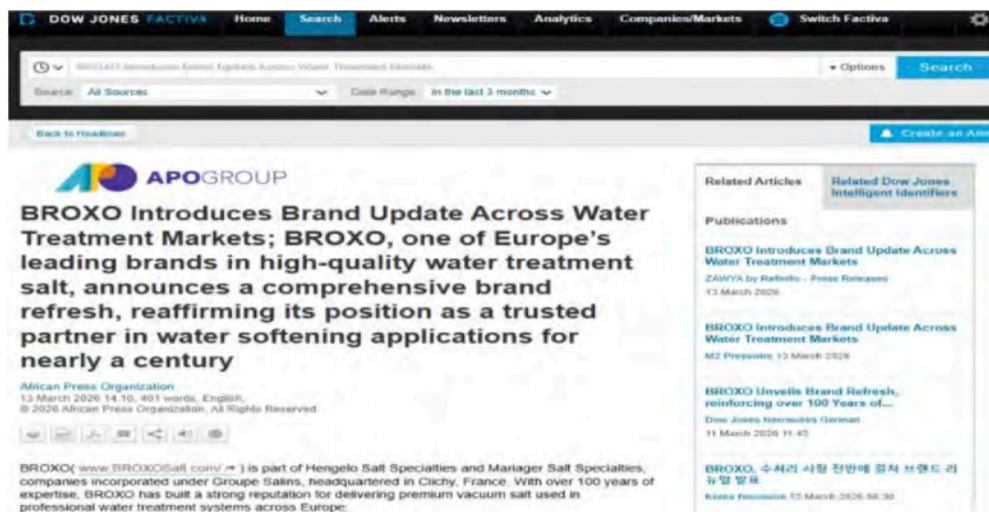 DOW JONES FACTIVA Home Search Alerts Newsletters Analytics Companies/Markets Switch Factiva
BROXO Introduces Brand Update Across Water Treatment Markets
Options
Search
Source All Sources Date Range In the last 3 months
Back to Headlines
Create an Ale
APOGROUP
BROXO Introduces Brand Update Across Water
Treatment Markets; BROXO, one of Europe's
leading brands in high-quality water treatment
salt, announces a comprehensive brand
refresh, reaffirming its position as a trusted
partner in water softening applications for
nearly a century
African Press Organization
13 March 2026 14:10, 401 words, English,
© 2026 African Press Organization, All Rights Reserved
BROXO( www.BROXOSalt.com/ ) is part of Hengelo Salt Specialties and Mariager Salt Specialties,
companies incorporated under Groupe Salins, headquartered in Clichy, France. With over 100 years of
expertise, BROXO has built a strong reputation for delivering premium vacuum salt used in
professional water treatment systems across Europe.
Related Articles
Related Dow Jones
Intelligent Identifiers
Publications
BROXO Introduces Brand Update Across
Water Treatment Markets
ZAWYA by Refinitiv - Press Releases
13 March 2026
BROXO Introduces Brand Update Across
Water Treatment Markets
M2 Presswire 13 March 2026
BROXO Unveils Brand Refresh,
reinforcing over 100 Years of...
Dow Jones Newswires German
11 March 2026 11:45
BROXO, 수처리 시장 전반에 걸쳐 브랜드 리
뉴얼 발표
Korea Newswire 13 March 2026